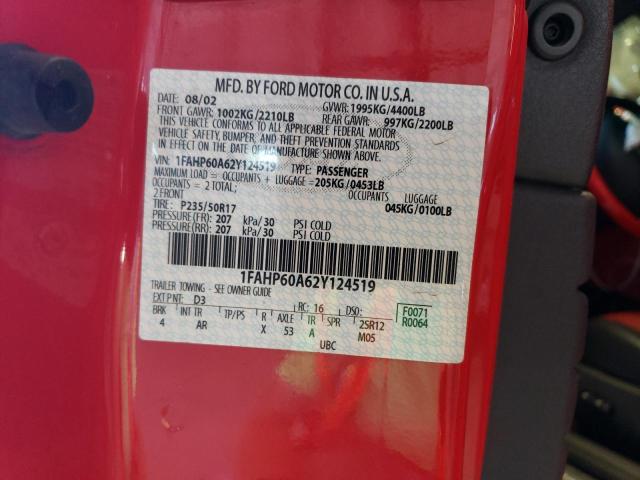 MFD. BY FORD MOTOR CO. IN U.S.A.
DATE: 08/02 GVWR: 1995KG/4400LB
FRONT GAWR: 1002KG/2210LB REAR GAWR: 997KG/2200LB
THIS VEHICLE CONFORMS TO ALL APPLICABLE FEDERAL MOTOR
VEHICLE SAFETY, BUMPER, AND THEFT PREVENTION STANDARDS
IN EFFECT ON THE DATE OF MANUFACTURE SHOWN ABOVE.
VIN: 1FAHP60A62Y124519 TYPE: PASSENGER
MAXIMUM LOAD = OCCUPANTS + LUGGAGE = 205KG/0453LB
OCCUPANTS = 2 TOTAL; OCCUPANTS LUGGAGE
2 FRONT 045KG/0100LB
TIRE: P235/50R17
PRESSURE(FR): 207 kPa/30 PSI COLD
PRESSURE(RR): 207 kPa/30 PSI COLD
1FAHP60A62Y124519
TRAILER TOWING - SEE OWNER GUIDE
EXT PNT: D3 RC: 16 DSO: F0071
BRK INT TR TP/PS R AXLE TR SPR 2SR12 R0064
4 AR X 53 A M05
UBC